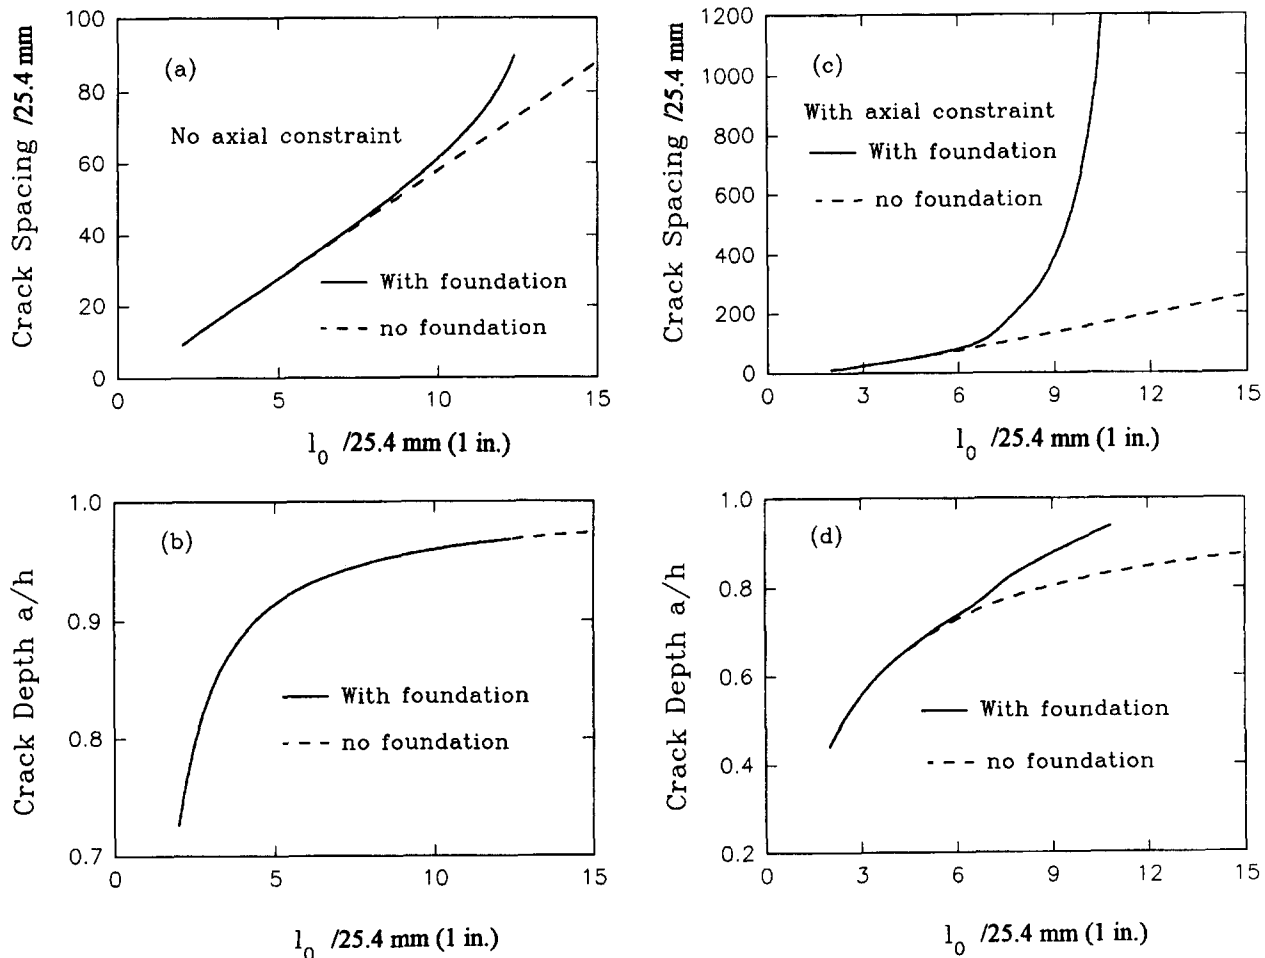 100
80
60
40
20
0
0
5
10
15
Crack Spacing /25.4 mm
(a)
No axial constraint
With foundation
no foundation
l0 /25.4 mm (1 in.)
1200
1000
800
600
400
200
0
0
3
6
9
12
15
Crack Spacing /25.4 mm
(c)
With axial constraint
With foundation
no foundation
l0 /25.4 mm (1 in.)
1.0
0.9
0.8
0.7
0
5
10
15
Crack Depth a/h
(b)
With foundation
no foundation
l0 /25.4 mm (1 in.)
1.0
0.8
0.6
0.4
0.2
0
3
6
9
12
15
Crack Depth a/h
(d)
With foundation
no foundation
l0 /25.4 mm (1 in.)